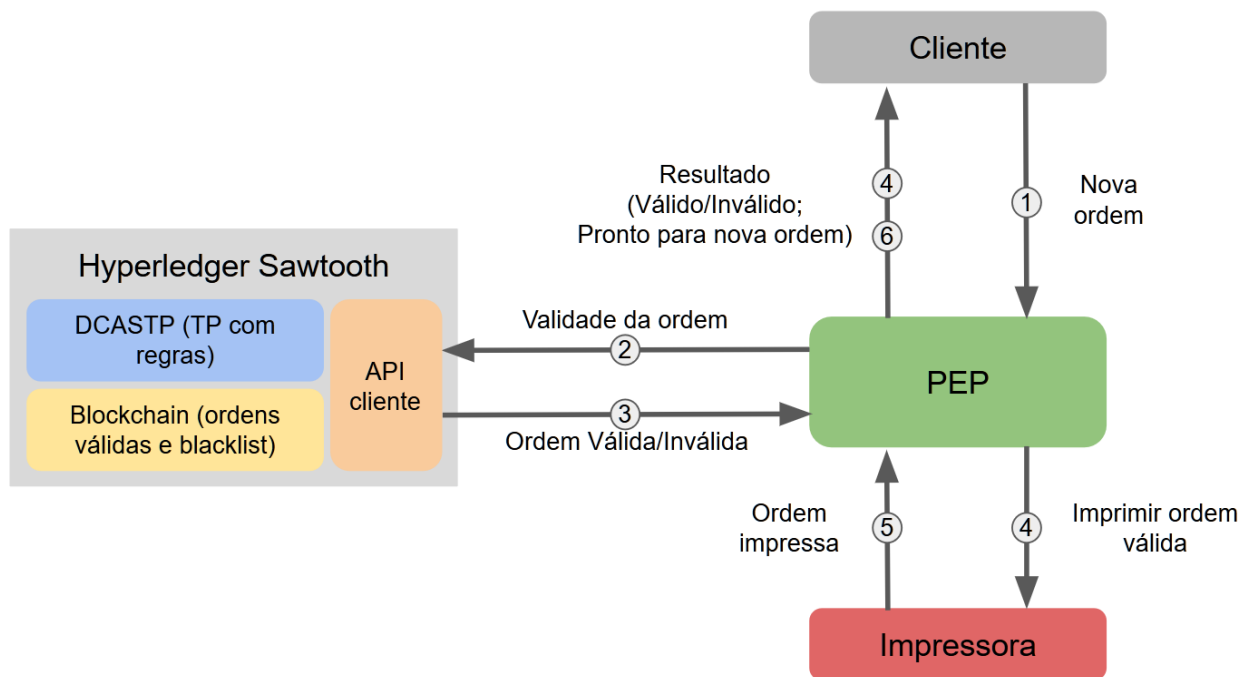 Cliente
Resultado
(Válido/Inválido;
Pronto para nova ordem)
4
6
1
Nova
ordem
Hyperledger Sawtooth
DCASTP (TP com
regras)
Blockchain (ordens
válidas e blacklist)
API
cliente
Validade da ordem
2
3
Ordem Válida/Inválida
PEP
Ordem
impressa
5
4
Imprimir ordem
válida
Impressora